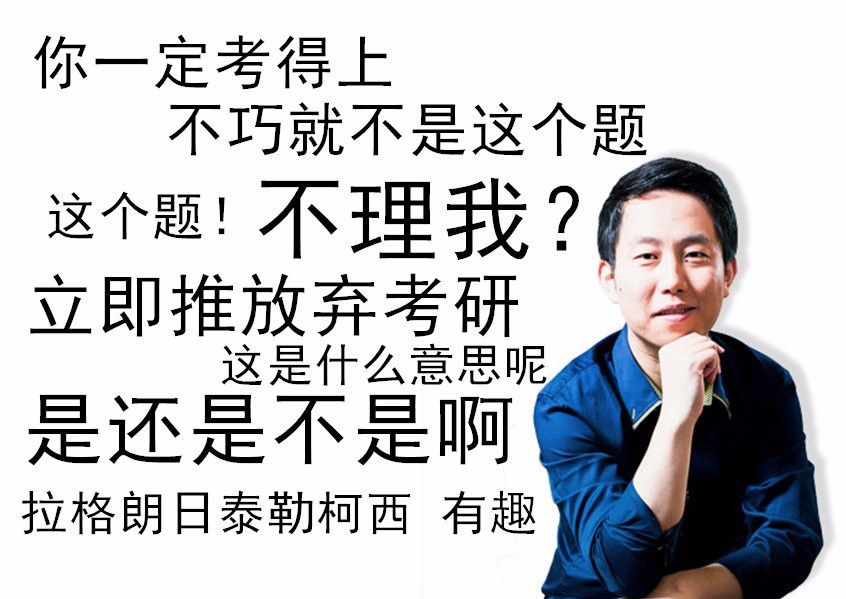 你一定考得上
不巧就不是这个题
这个题！不理我？
立即推放弃考研
这是什么意思呢
是还是不是啊
拉格朗日泰勒柯西 有趣